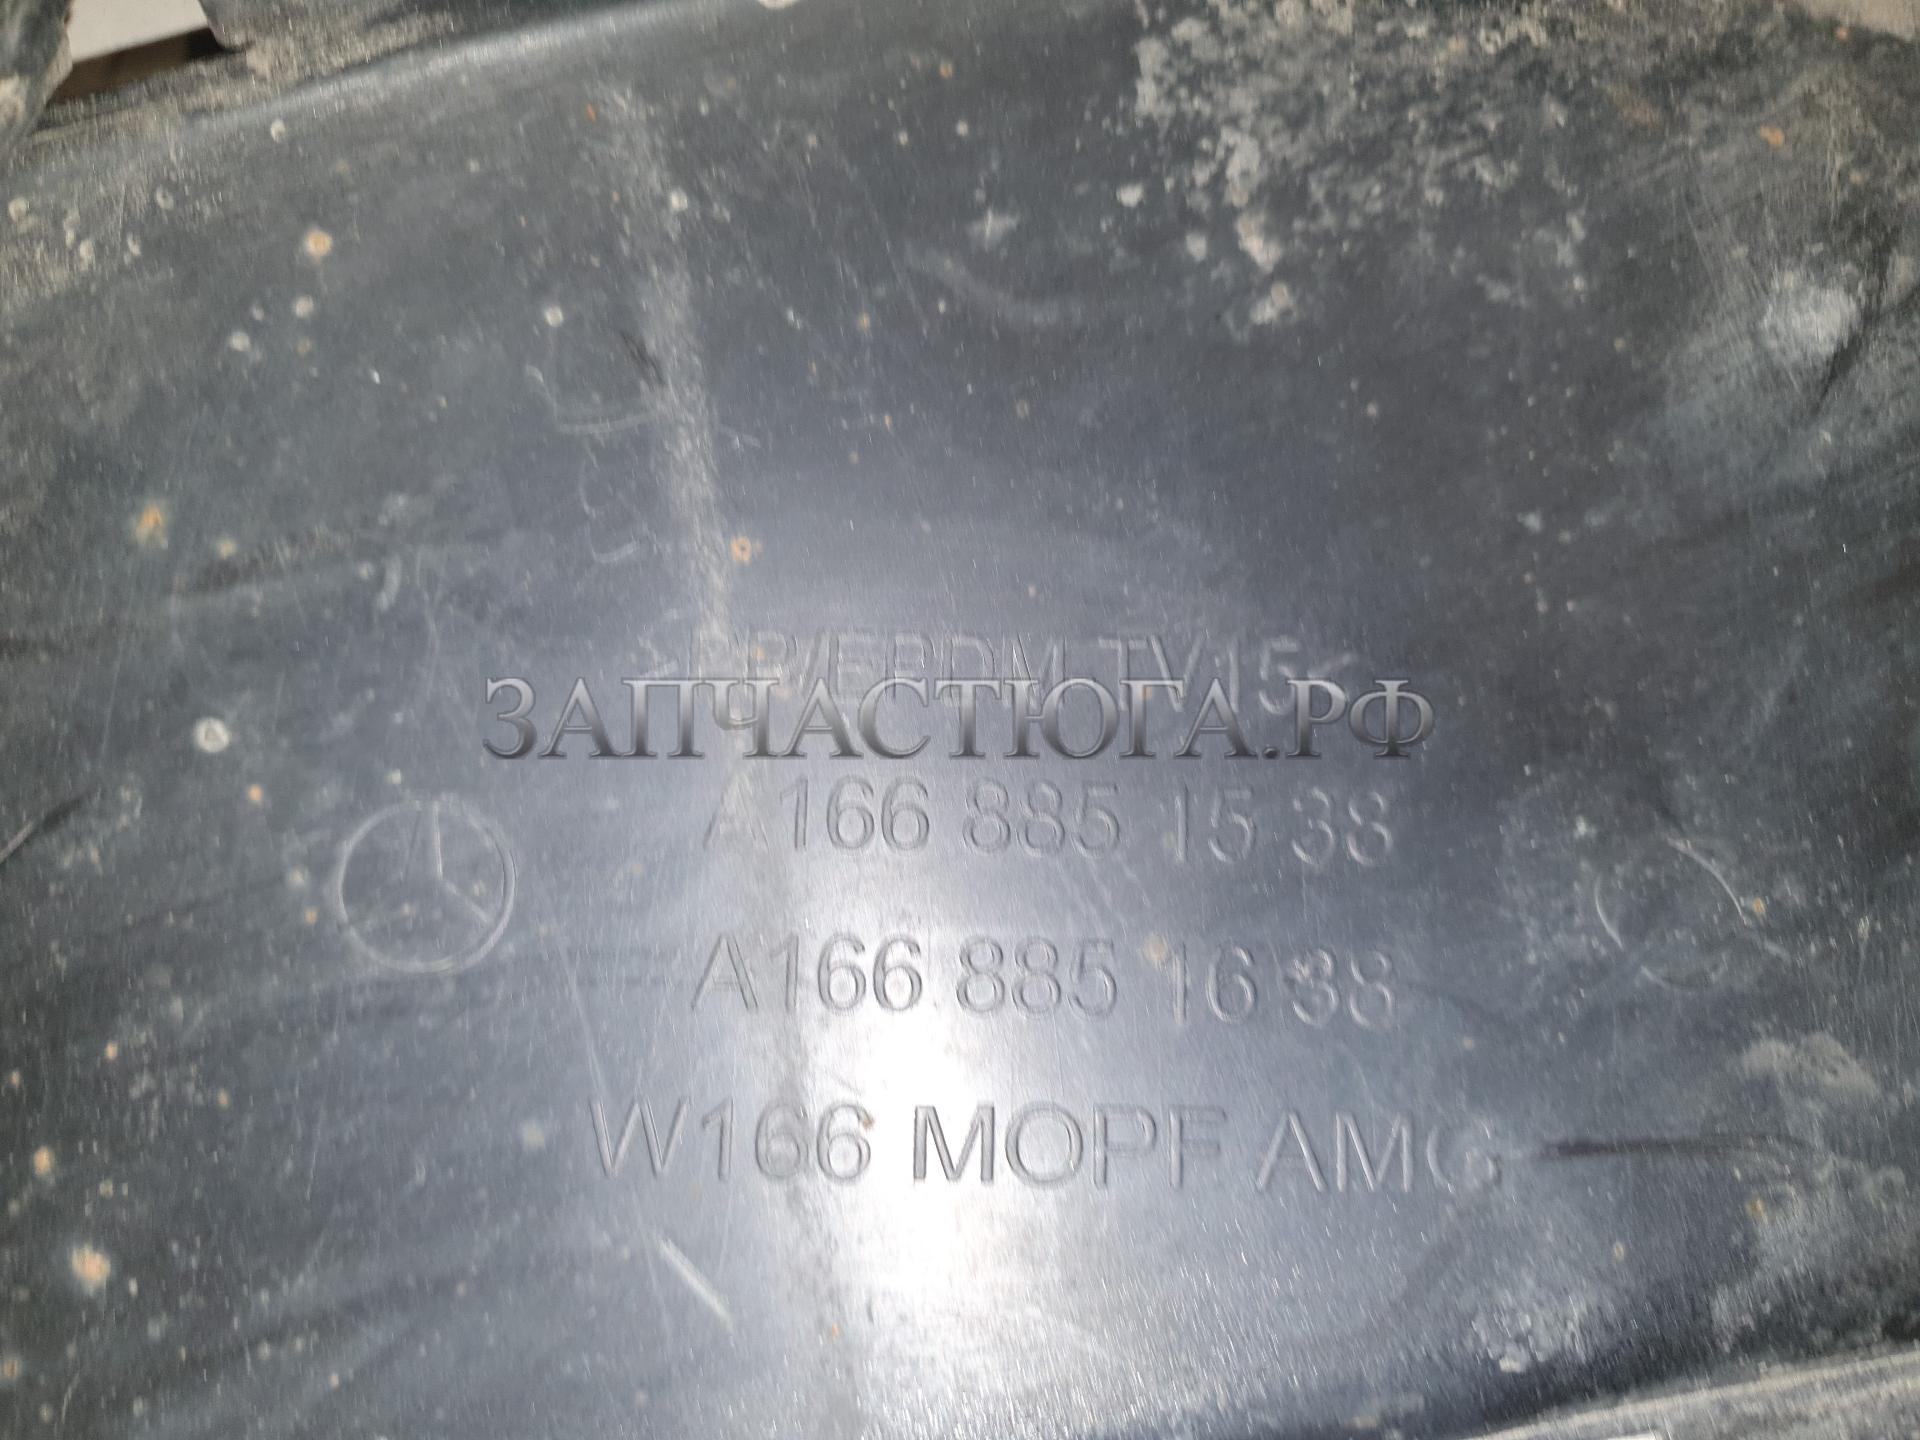 >PP/EPDM TV15<
ЗАПЧАСТЮГА.РФ
A166 885 15 38
A166 885 16 38
W166 MOPF AMG